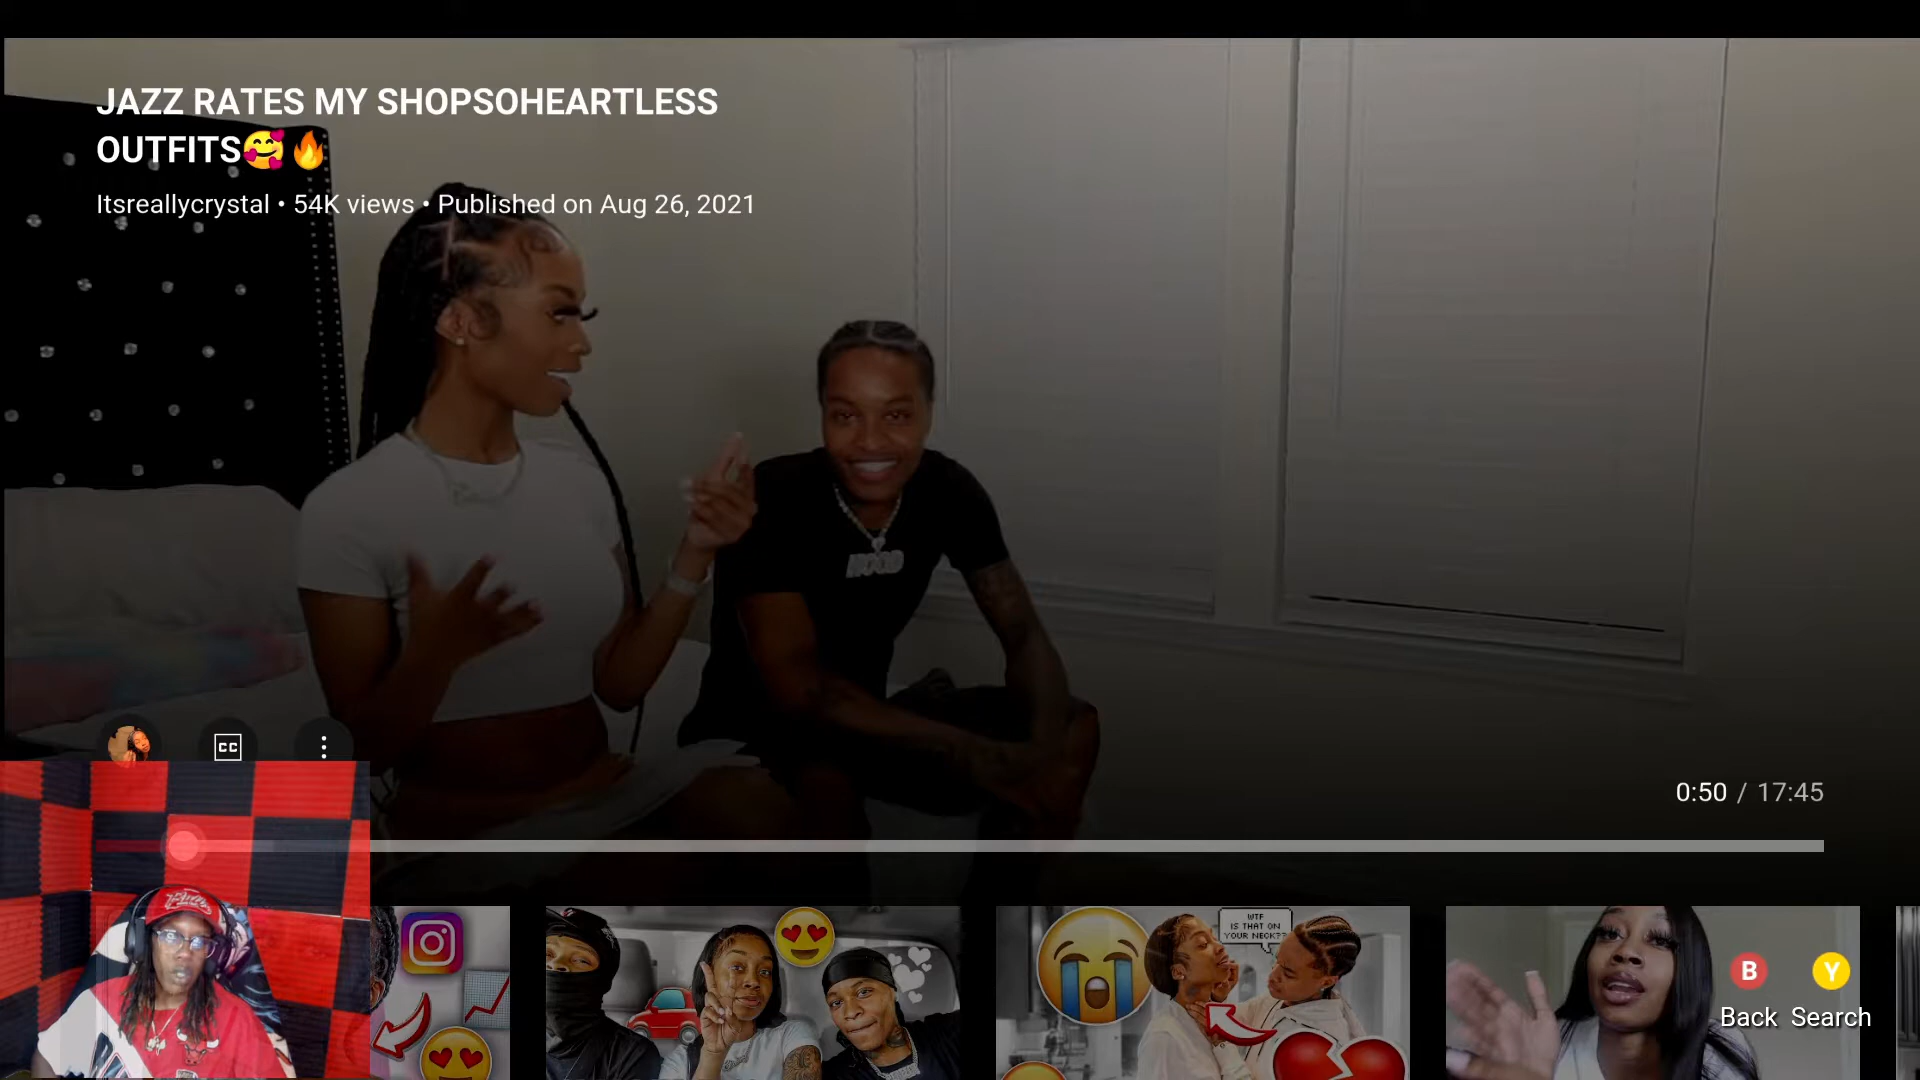 JAZZ RATES MY SHOPSOHEARTLESS
OUTFITS🥰🔥
Itsreallycrystal • 54K views • Published on Aug 26, 2021
CC
0:50 / 17:45
WTF
IS THAT ON
YOUR NECK??
B
Y
Back
Search